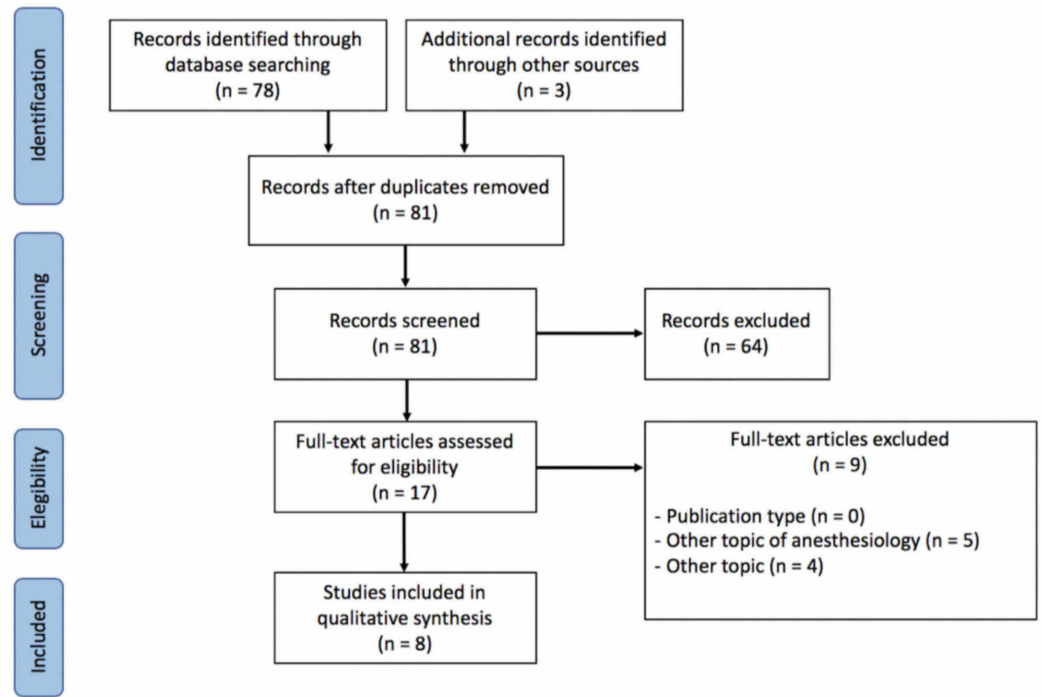 Identification
Records identified through
database searching
(n = 78)
Additional records identified
through other sources
(n = 3)
Records after duplicates removed
(n = 81)
Screening
Records screened
(n = 81)
Records excluded
(n = 64)
Elegibility
Full-text articles assessed
for eligibility
(n = 17)
Full-text articles excluded
(n = 9)
- Publication type (n = 0)
- Other topic of anesthesiology (n = 5)
- Other topic (n = 4)
Included
Studies included in
qualitative synthesis
(n = 8)